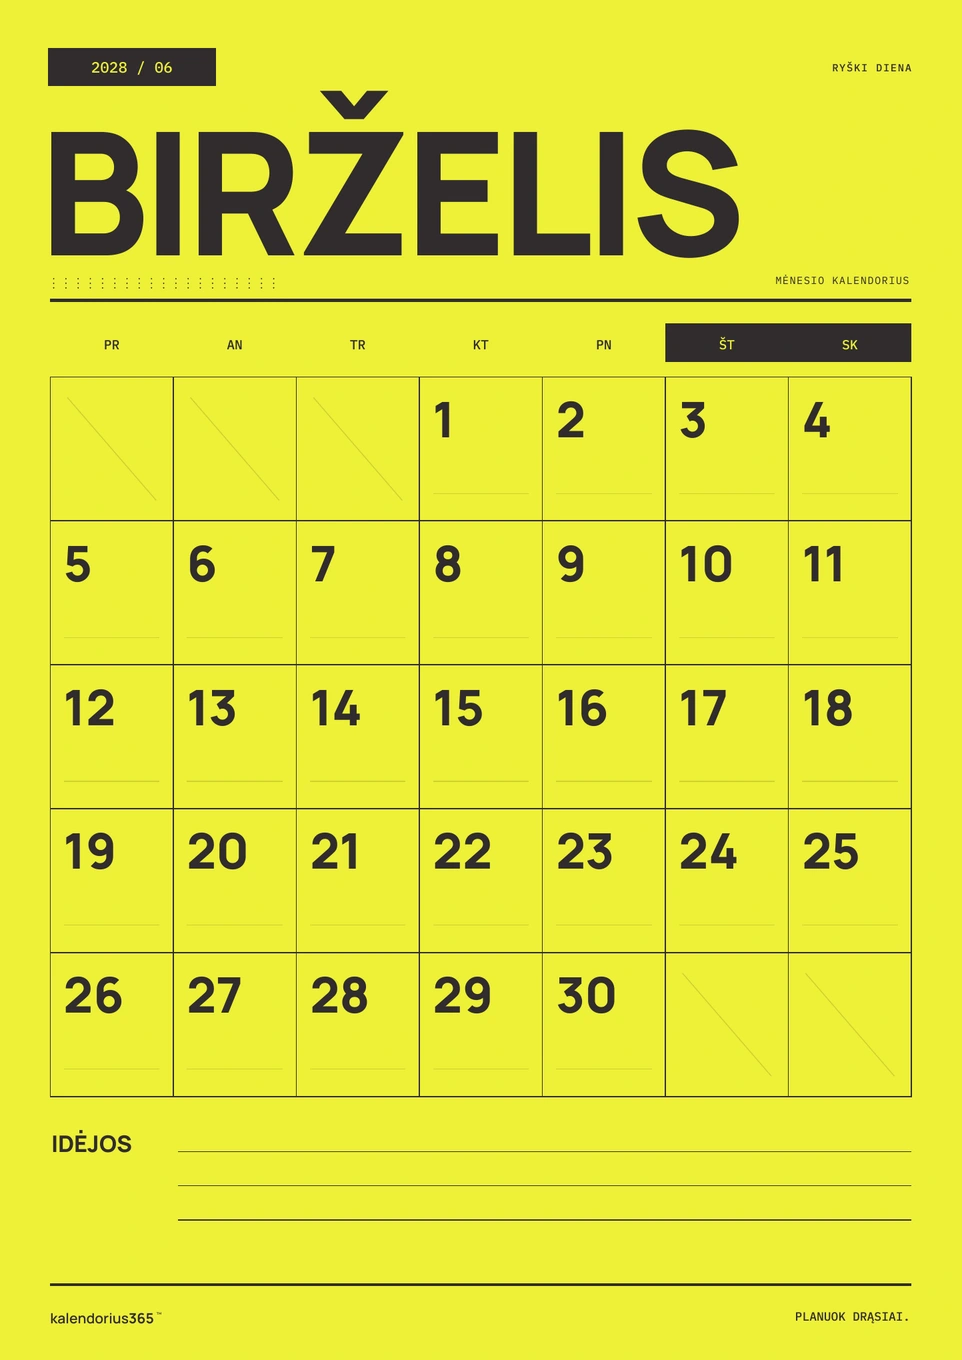 2028 / 06
RYŠKI DIENA
BIRŽELIS
MĖNESIO KALENDORIUS
PR AN TR KT PN ŠT SK
1 2 3 4
5 6 7 8 9 10 11
12 13 14 15 16 17 18
19 20 21 22 23 24 25
26 27 28 29 30
IDĖJOS
kalendorius365™
PLANUOK DRĄSIAI.